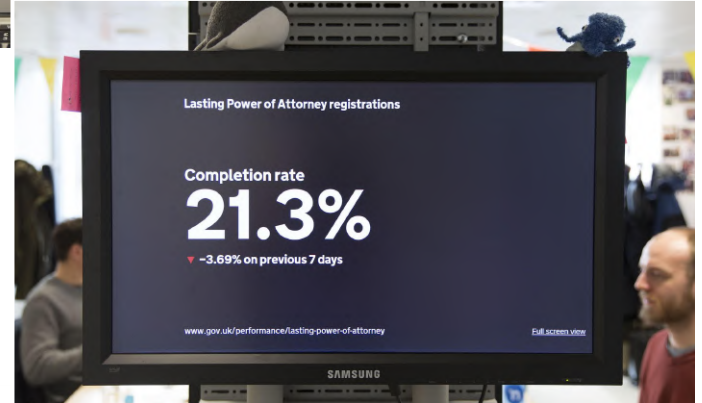 Lasting Power of Attorney registrations
Completion rate
21.3%
▼ −3.69% on previous 7 days
www.gov.uk/performance/lasting-power-of-attorney
Full screen view
SAMSUNG